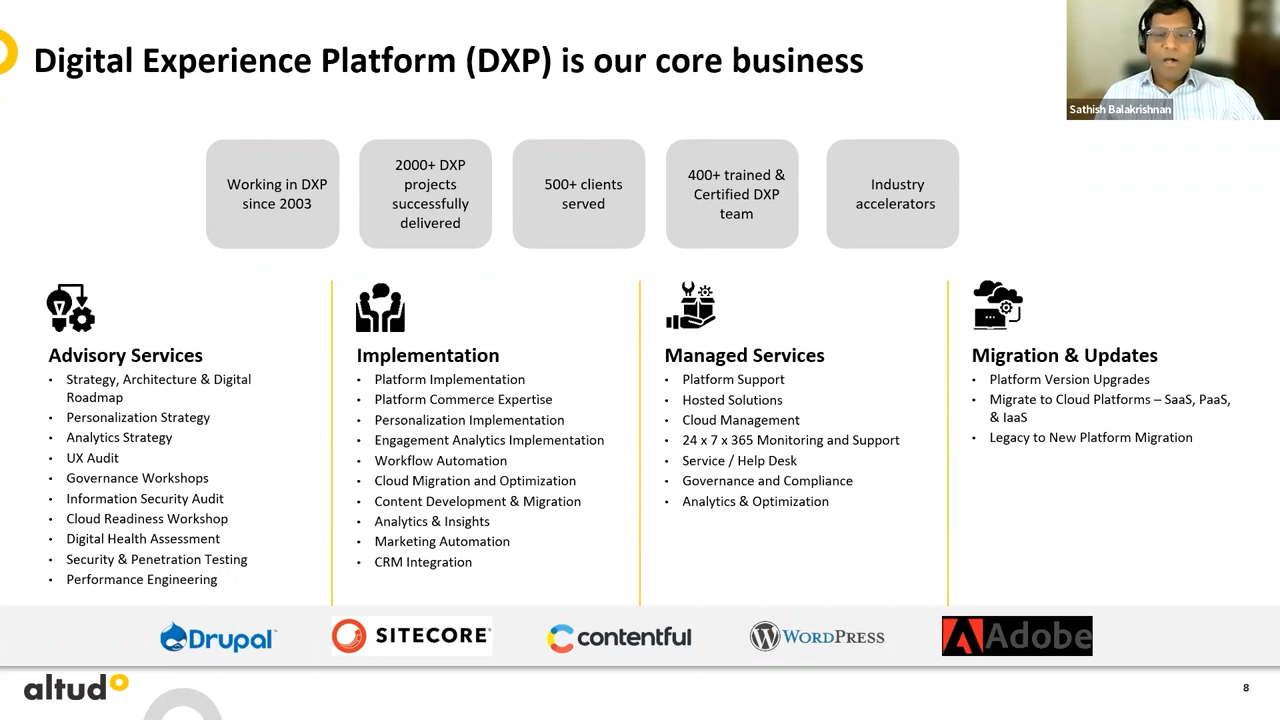 Digital Experience Platform (DXP) is our core business
Sathish Balakrishnan
Working in DXP
since 2003
2000+ DXP
projects
successfully
delivered
500+ clients
served
400+ trained &
Certified DXP
team
Industry
accelerators
Advisory Services
• Strategy, Architecture & Digital
Roadmap
• Personalization Strategy
• Analytics Strategy
• UX Audit
• Governance Workshops
• Information Security Audit
• Cloud Readiness Workshop
• Digital Health Assessment
• Security & Penetration Testing
• Performance Engineering
Implementation
• Platform Implementation
• Platform Commerce Expertise
• Personalization Implementation
• Engagement Analytics Implementation
• Workflow Automation
• Cloud Migration and Optimization
• Content Development & Migration
• Analytics & Insights
• Marketing Automation
• CRM Integration
Managed Services
• Platform Support
• Hosted Solutions
• Cloud Management
• 24 x 7 x 365 Monitoring and Support
• Service / Help Desk
• Governance and Compliance
• Analytics & Optimization
Migration & Updates
• Platform Version Upgrades
• Migrate to Cloud Platforms – SaaS, PaaS,
& IaaS
• Legacy to New Platform Migration
Drupal
SITECORE
contentful
WORDPRESS
Adobe
altudo
8